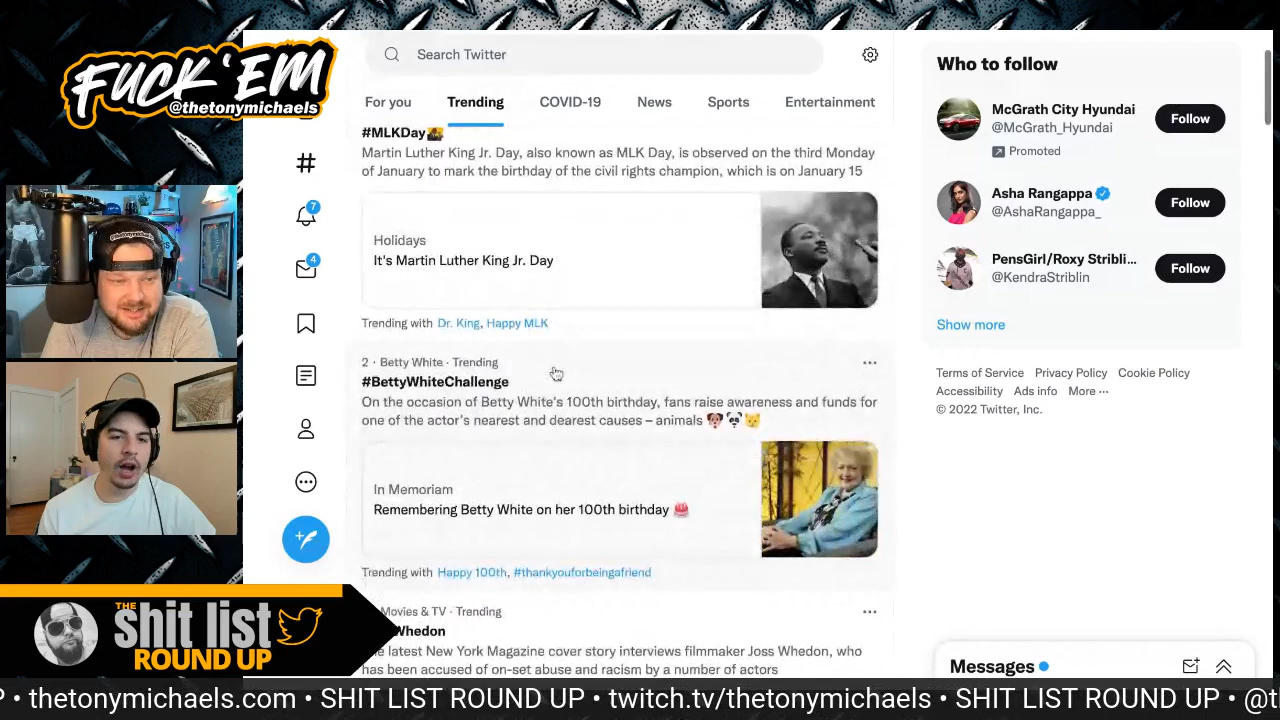 FUCK 'EM
@thetonymichaels
THE
shit list
ROUND UP
Search Twitter
For you Trending COVID-19 News Sports Entertainment
#MLKDay
Martin Luther King Jr. Day, also known as MLK Day, is observed on the third Monday
of January to mark the birthday of the civil rights champion, which is on January 15
Holidays
It's Martin Luther King Jr. Day
Trending with Dr. King, Happy MLK
7
4
2 · Betty White · Trending
#BettyWhiteChallenge
On the occasion of Betty White's 100th birthday, fans raise awareness and funds for
one of the actor's nearest and dearest causes – animals 🐶🐼🐱
In Memoriam
Remembering Betty White on her 100th birthday 🎂
Trending with Happy 100th, #thankyouforbeingafriend
Movies & TV · Trending
Whedon
latest New York Magazine cover story interviews filmmaker Joss Whedon, who
has been accused of on-set abuse and racism by a number of actors
Who to follow
McGrath City Hyundai
@McGrath_Hyundai
Promoted
Follow
Asha Rangappa
@AshaRangappa_
Follow
PensGirl/Roxy Stribli...
@KendraStriblin
Follow
Show more
Terms of Service Privacy Policy Cookie Policy
Accessibility Ads info More ···
© 2022 Twitter, Inc.
Messages
P • thetonymichaels.com • SHIT LIST ROUND UP • twitch.tv/thetonymichaels • SHIT LIST ROUND UP • @t